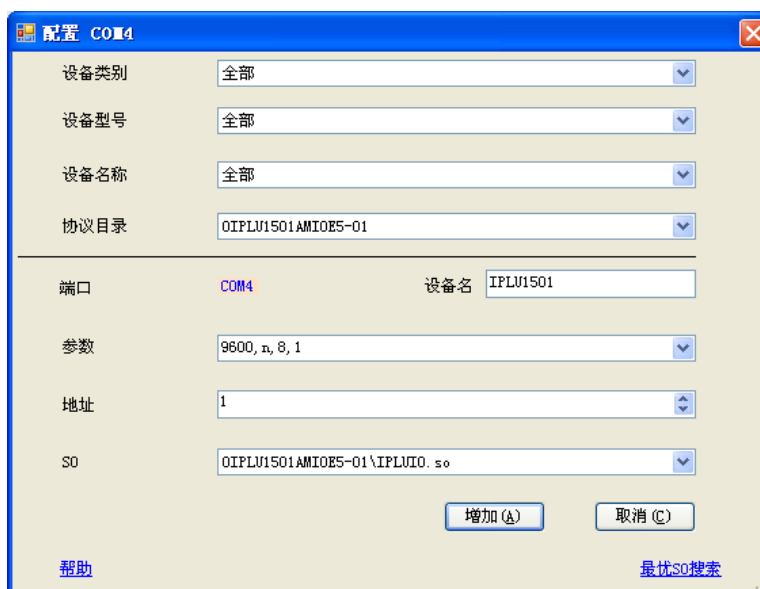 配置 COM4
设备类别 全部
设备型号 全部
设备名称 全部
协议目录 OIPLU1501AMIOE5-01
端口 COM4 设备名 IPLU1501
参数 9600,n,8,1
地址 1
SO OIPLU1501AMIOE5-01\IPLUIO.so
增加(A) 取消(C)
帮助 最优SO搜索